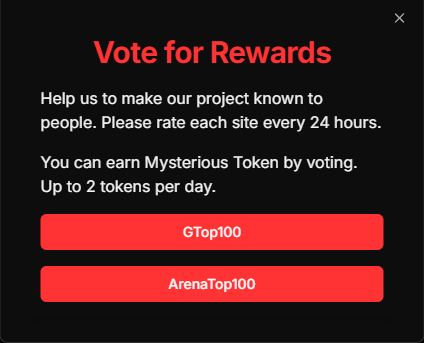 Vote for Rewards
Help us to make our project known to
people. Please rate each site every 24 hours.
You can earn Mysterious Token by voting.
Up to 2 tokens per day.
GTop100
ArenaTop100